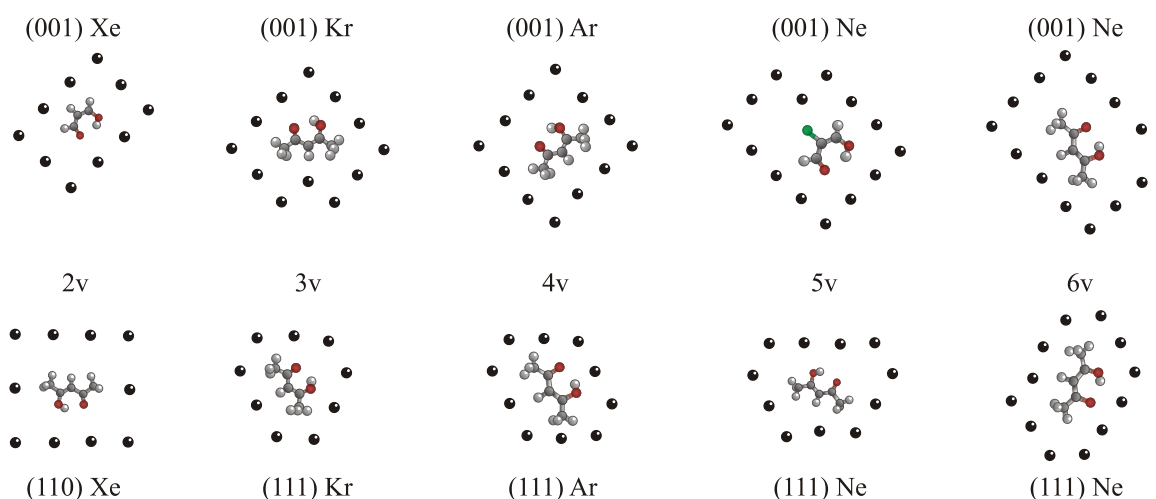 (001) Xe (001) Kr (001) Ar (001) Ne (001) Ne
2v 3v 4v 5v 6v
(110) Xe (111) Kr (111) Ar (111) Ne (111) Ne